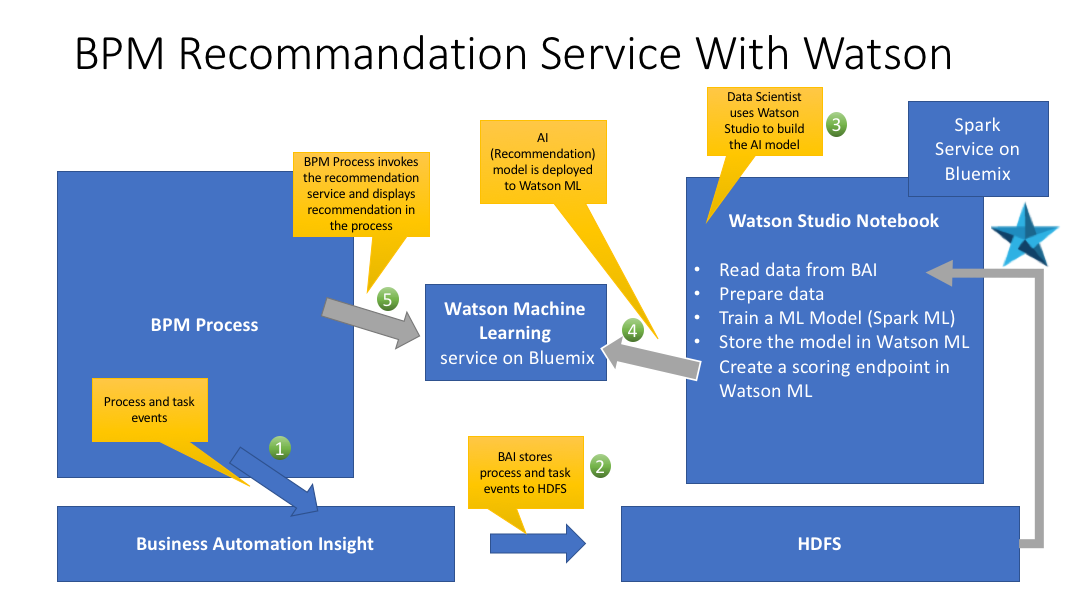 BPM Recommandation Service With Watson
Data Scientist
uses Watson
Studio to build
the AI model
3
Spark
Service on
Bluemix
AI
(Recommendation)
model is deployed
to Watson ML
BPM Process invokes
the recommendation
service and displays
recommendation in
the process
Watson Studio Notebook
• Read data from BAI
• Prepare data
• Train a ML Model (Spark ML)
• Store the model in Watson ML
• Create a scoring endpoint in
Watson ML
5
BPM Process
Watson Machine
Learning
service on Bluemix
4
Process and task
events
1
BAI stores
process and task
events to HDFS
2
Business Automation Insight
HDFS